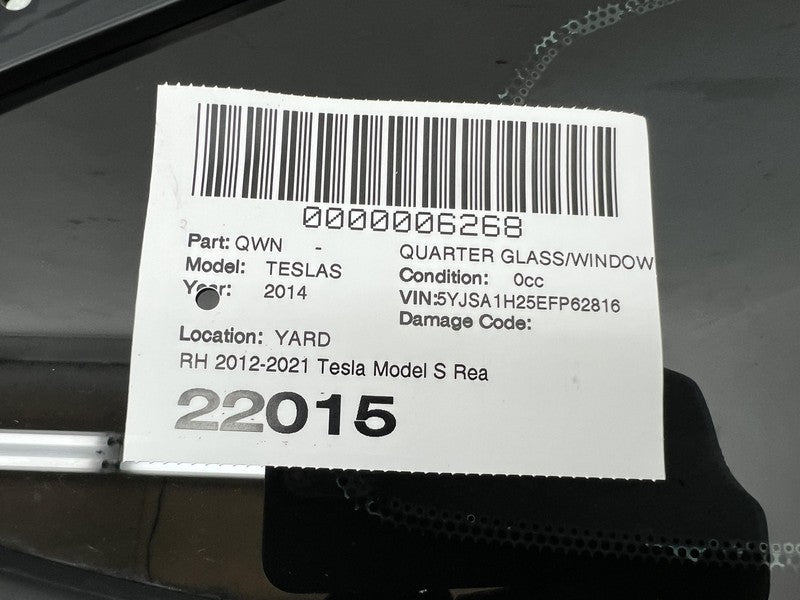 0000006268
Part: QWN - QUARTER GLASS/WINDOW
Model: TESLAS Condition: 0cc
Year: 2014 VIN:5YJSA1H25EFP62816
Damage Code:
Location: YARD
RH 2012-2021 Tesla Model S Rea
22015